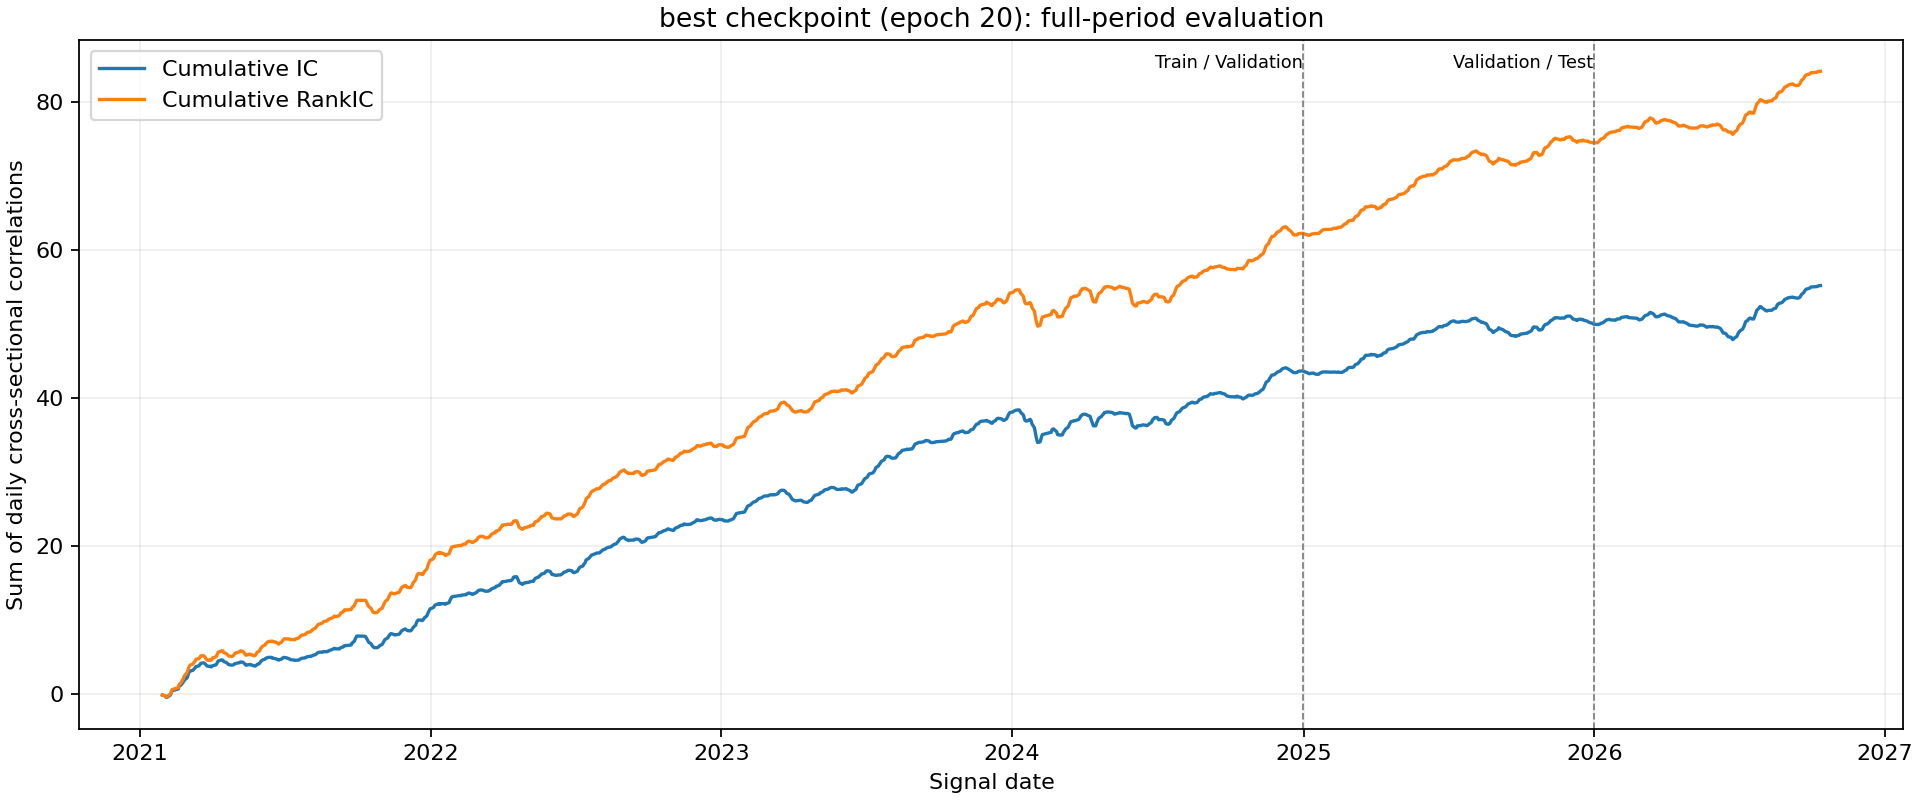 best checkpoint (epoch 20): full-period evaluation
Cumulative IC
Cumulative RankIC
Train / Validation
Validation / Test
Sum of daily cross-sectional correlations
80
60
40
20
0
2021
2022
2023
2024
2025
2026
2027
Signal date